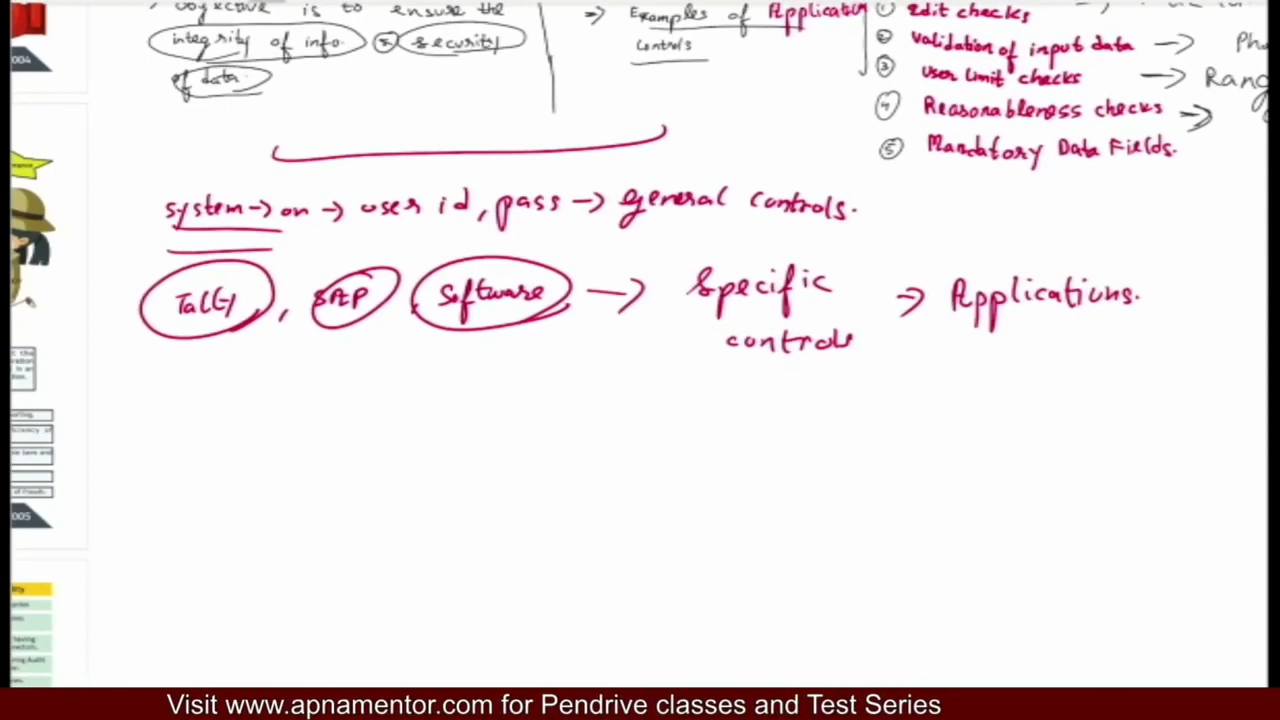 objective is to ensure the
integrity of info. & security
of data.
⇒ Examples of Application
Controls
① Edit checks
② Validation of input data →
③ User limit checks → Rang
④ Reasonableness checks →
⑤ Mandatory Data Fields.
system → on → user id, pass → general controls.
Tally, SAP, Software → Specific controls → Applications.
004
005
Visit www.apnamentor.com for Pendrive classes and Test Series